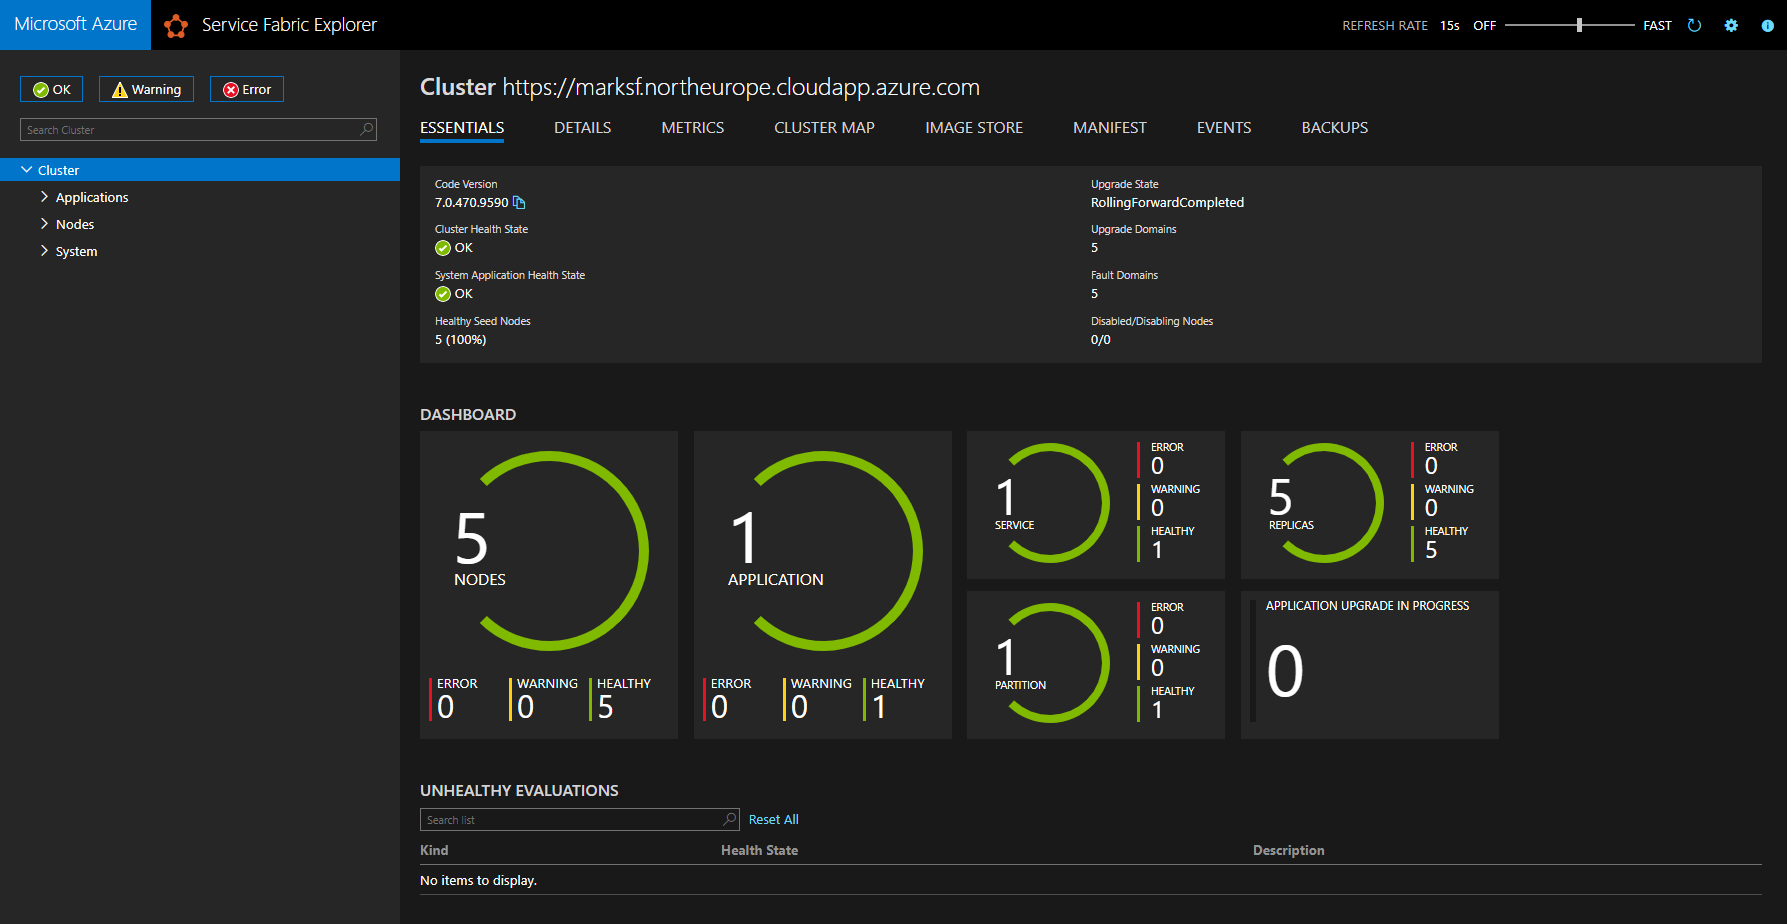 Microsoft Azure
Service Fabric Explorer
REFRESH RATE 15s OFF FAST
OK Warning Error
Search Cluster
Cluster
Applications
Nodes
System
Cluster https://marksf.northeurope.cloudapp.azure.com
ESSENTIALS DETAILS METRICS CLUSTER MAP IMAGE STORE MANIFEST EVENTS BACKUPS
Code Version
7.0.470.9590
Cluster Health State
OK
System Application Health State
OK
Healthy Seed Nodes
5 (100%)
Upgrade State
RollingForwardCompleted
Upgrade Domains
5
Fault Domains
5
Disabled/Disabling Nodes
0/0
DASHBOARD
5
NODES
ERROR
0
WARNING
0
HEALTHY
5
1
APPLICATION
ERROR
0
WARNING
0
HEALTHY
1
1
SERVICE
ERROR
0
WARNING
0
HEALTHY
1
5
REPLICAS
ERROR
0
WARNING
0
HEALTHY
5
1
PARTITION
ERROR
0
WARNING
0
HEALTHY
1
APPLICATION UPGRADE IN PROGRESS
0
UNHEALTHY EVALUATIONS
Search list
Reset All
Kind Health State Description
No items to display.